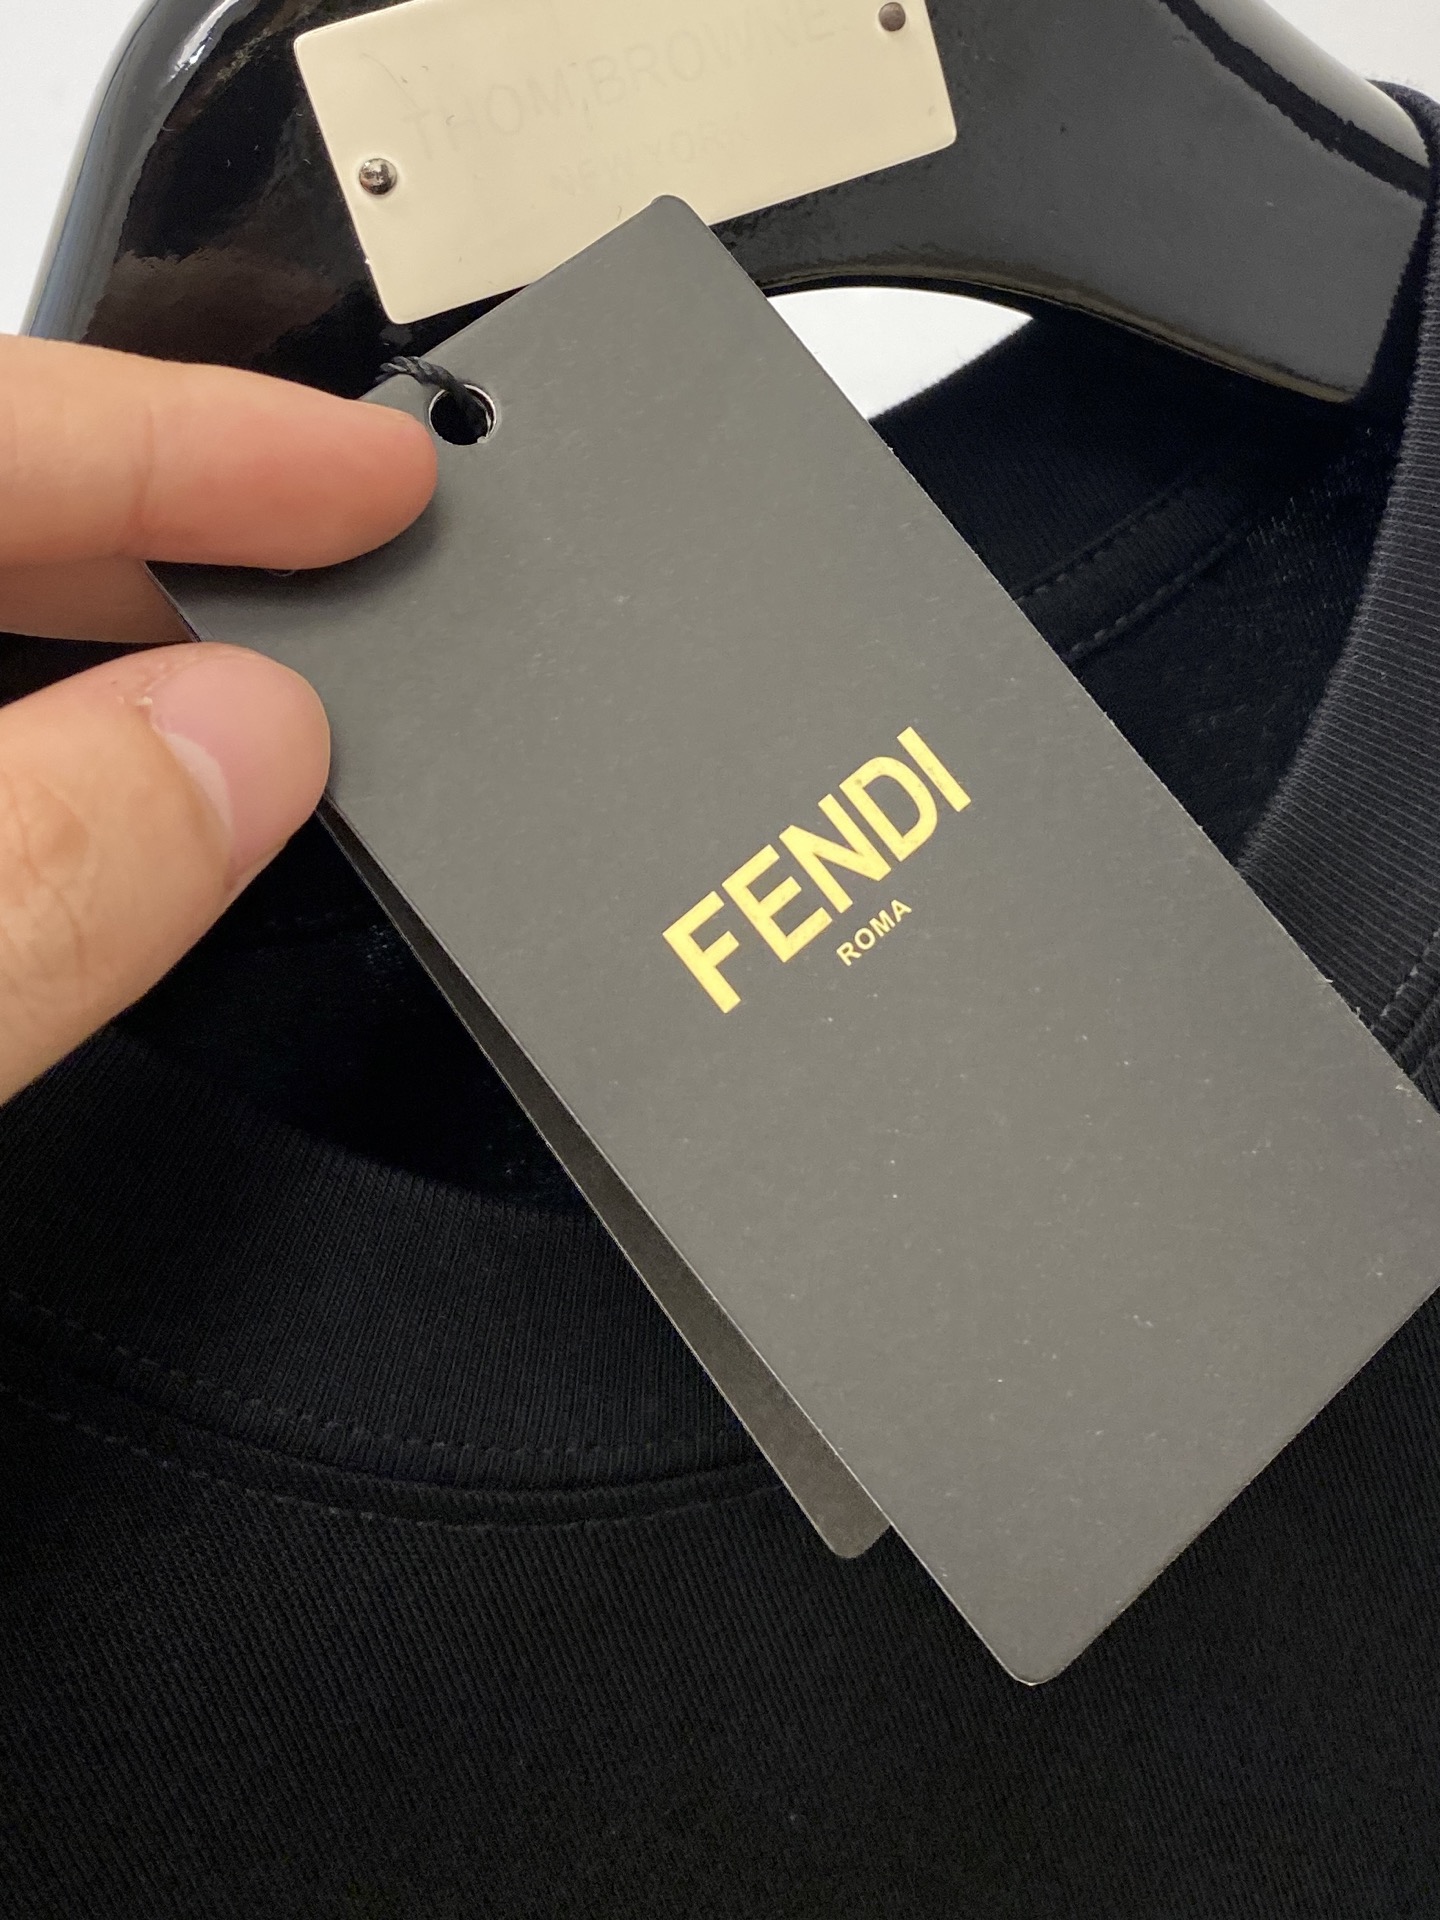 THOM BROWNE
NEW YORK
FENDI
ROMA